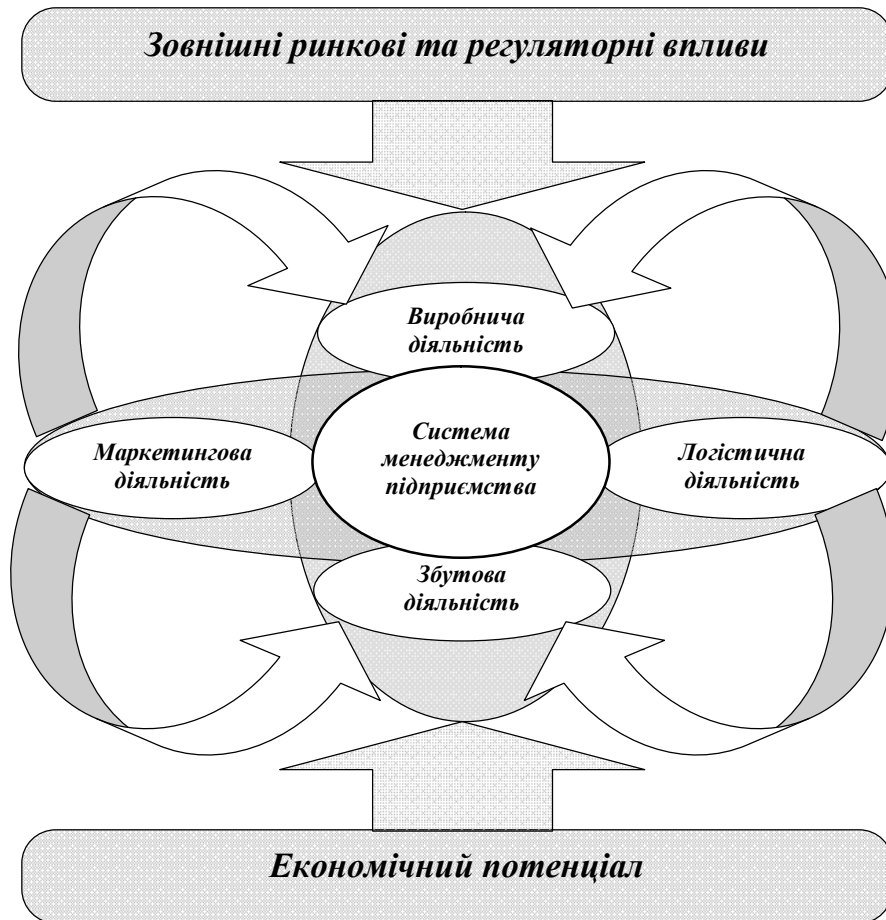 Зовнішні ринкові та регуляторні впливи
Виробнича
діяльність
Маркетингова
діяльність
Система
менеджменту
підприємства
Логістична
діяльність
Збутова
діяльність
Економічний потенціал